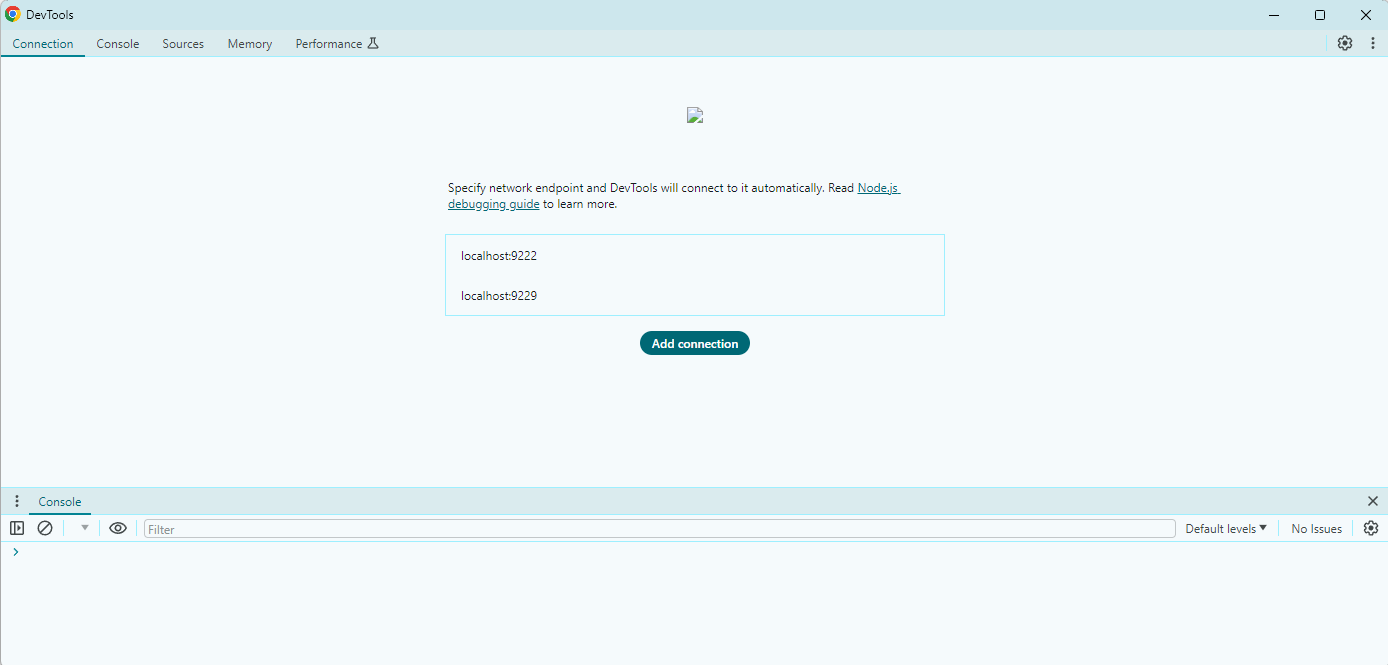 DevTools
Connection Console Sources Memory Performance
Specify network endpoint and DevTools will connect to it automatically. Read Node.js
debugging guide to learn more.
localhost:9222
localhost:9229
Add connection
Console
Filter Default levels No Issues